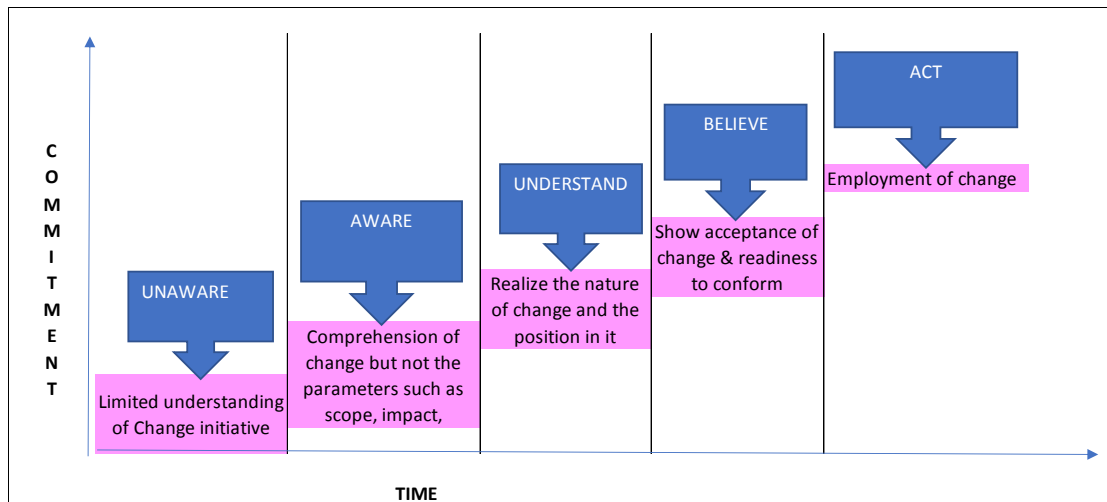 COMMITMENT
UNAWARE
Limited understanding
of Change initiative
AWARE
Comprehension of
change but not the
parameters such as
scope, impact,
UNDERSTAND
Realize the nature
of change and the
position in it
BELIEVE
Show acceptance of
change & readiness
to conform
ACT
Employment of change
TIME